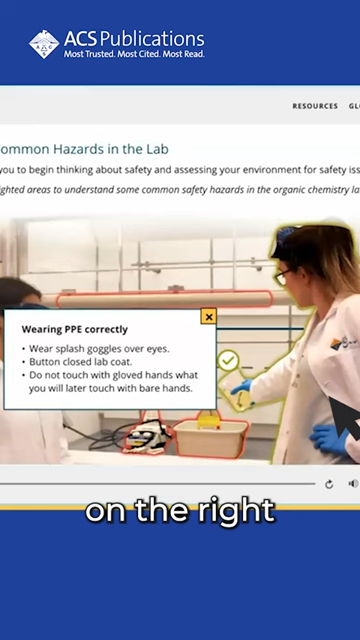 ACS Publications
Most Trusted. Most Cited. Most Read.
RESOURCES
ommon Hazards in the Lab
you to begin thinking about safety and assessing your environment for safety iss
ghted areas to understand some common safety hazards in the organic chemistry la
Wearing PPE correctly
• Wear splash goggles over eyes.
• Button closed lab coat.
• Do not touch with gloved hands what
you will later touch with bare hands.
on the right